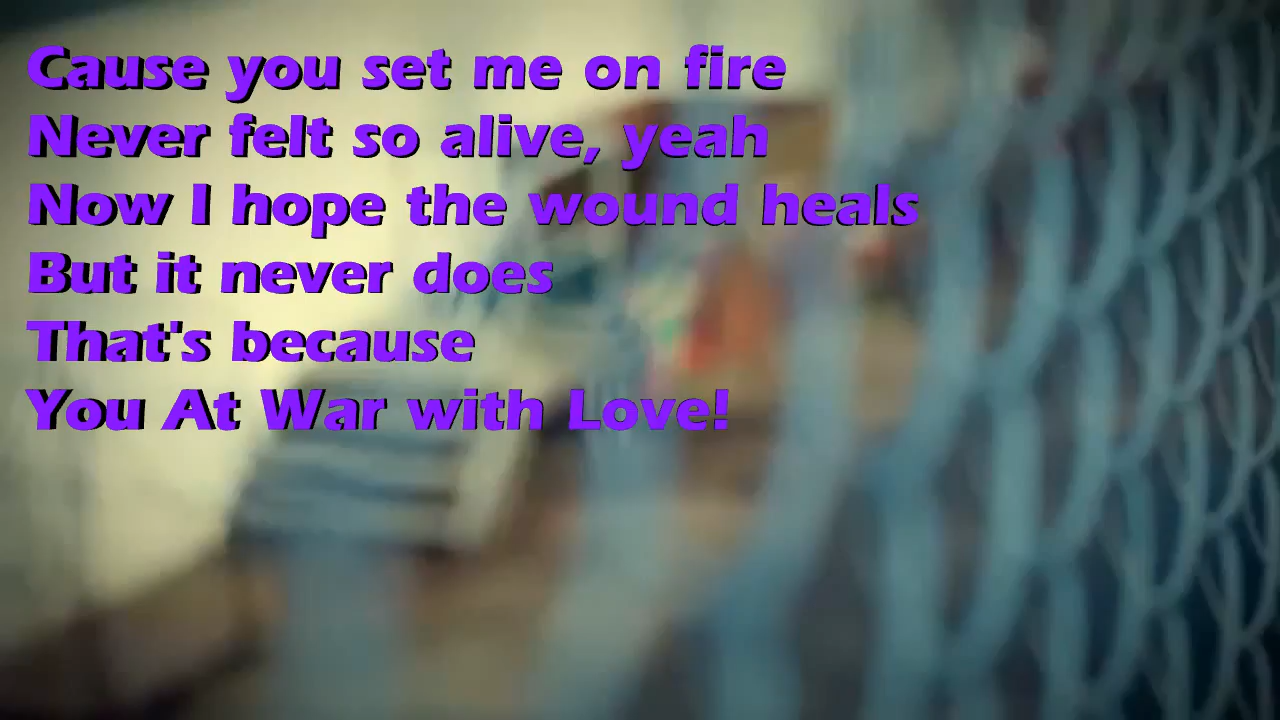 Cause you set me on fire
Never felt so alive, yeah
Now I hope the wound heals
But it never does
That's because
You At War with Love!